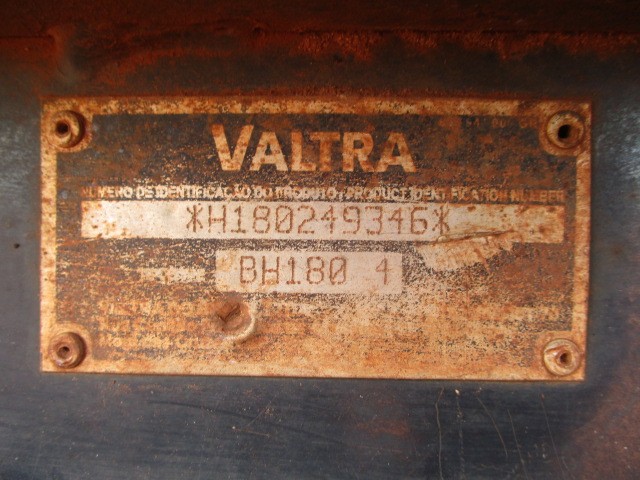 VALTRA
NUMERO DE IDENTIFICAÇÃO DO PRODUTO / PRODUCT IDENTIFICATION NUMBER
*H180249346*
BH180 4